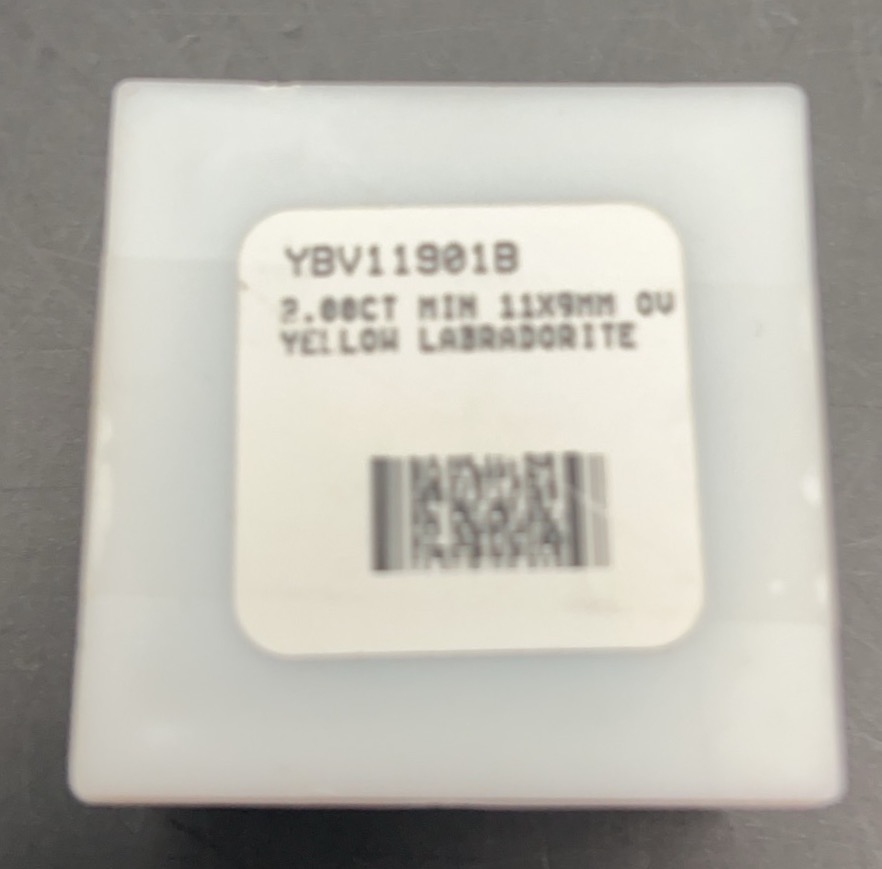 YBV11901B
2.00CT MIN 11X9MM OV
YELLOW LABRADORITE